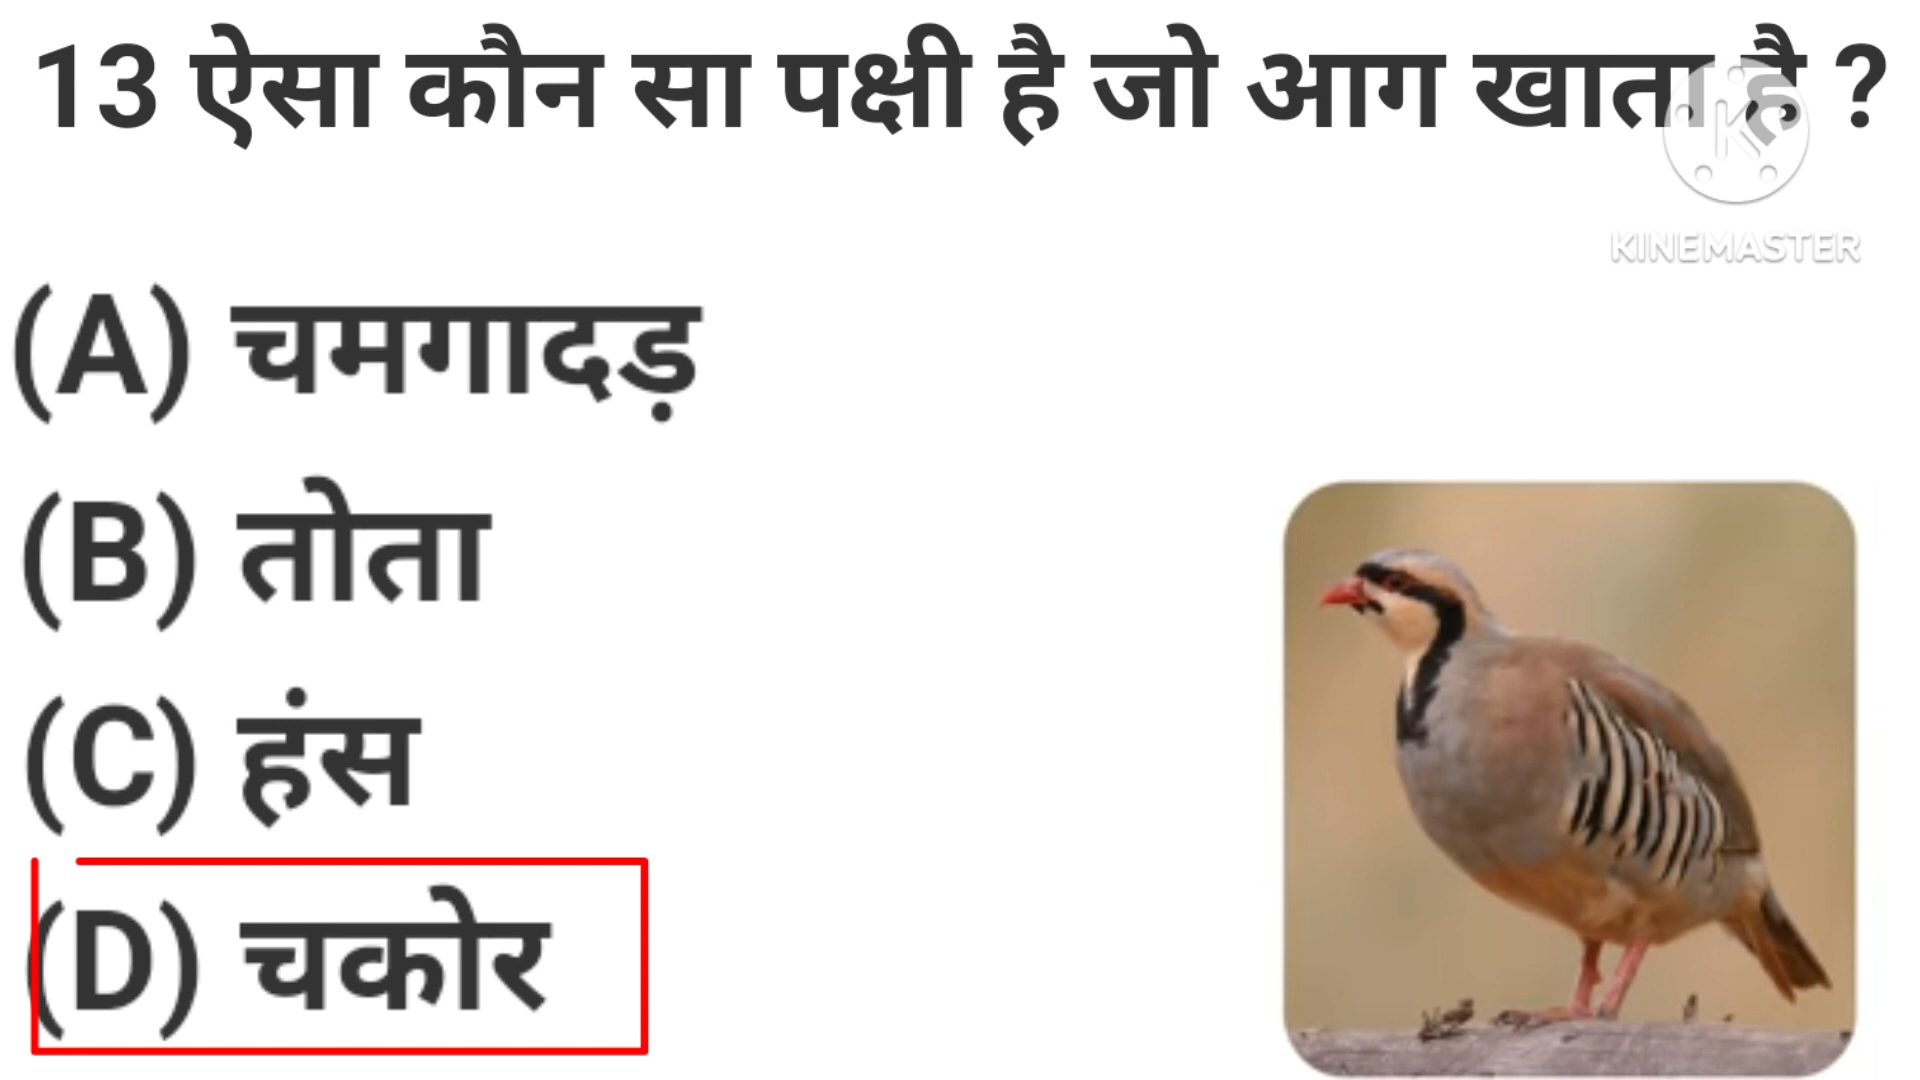 13 ऐसा कौन सा पक्षी है जो आग खाता है ?
KINEMASTER
(A) चमगादड़
(B) तोता
(C) हंस
(D) चकोर